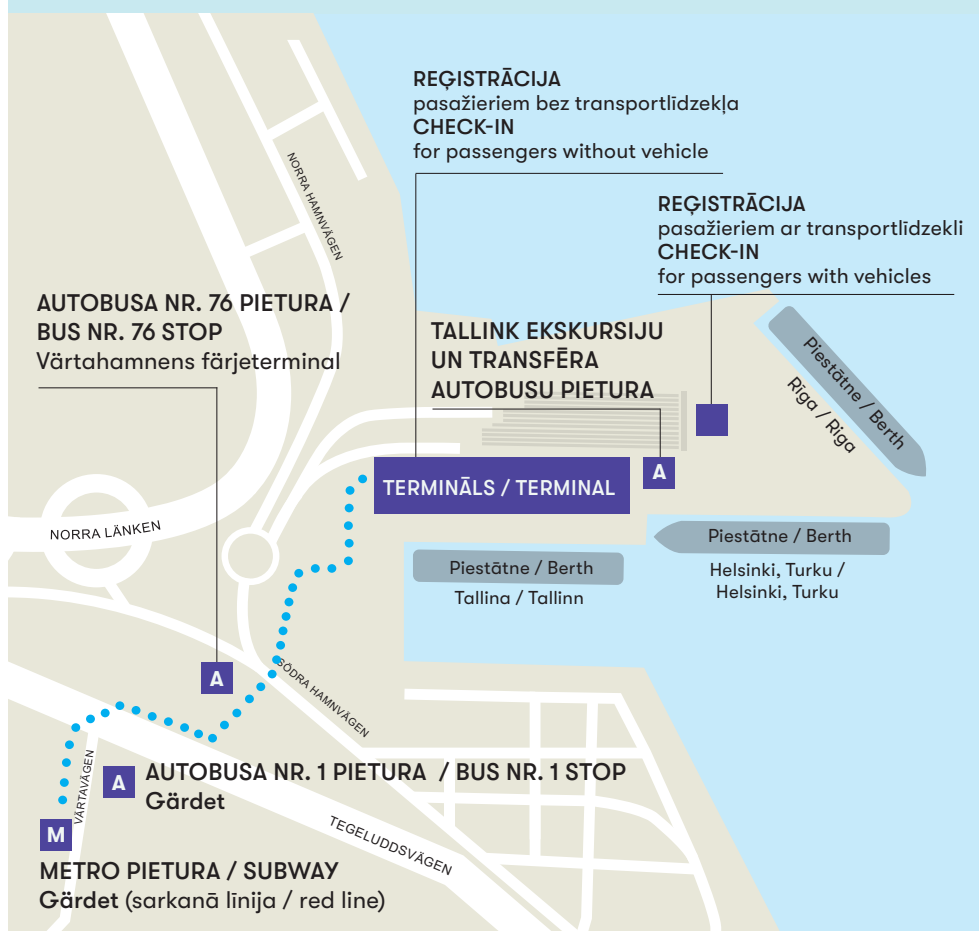 REĢISTRĀCIJA
pasažieriem bez transportlīdzekļa
CHECK-IN
for passengers without vehicle
REĢISTRĀCIJA
pasažieriem ar transportlīdzekli
CHECK-IN
for passengers with vehicles
NORRA HAMNVÄGEN
AUTOBUSA NR. 76 PIETURA /
BUS NR. 76 STOP
Värtahamnens färjeterminal
TALLINK EKSKURSIJU
UN TRANSFĒRA
AUTOBUSU PIETURA
Piestātne / Berth
Rīga / Riga
A
TERMINĀLS / TERMINAL
NORRA LÄNKEN
Piestātne / Berth
Helsinki, Turku /
Helsinki, Turku
Piestātne / Berth
Tallina / Tallinn
A
SÖDRA HAMNVÄGEN
A
AUTOBUSA NR. 1 PIETURA / BUS NR. 1 STOP
Gärdet
VÄRTAVÄGEN
TEGELUDDSVÄGEN
M
METRO PIETURA / SUBWAY
Gärdet (sarkanā līnija / red line)